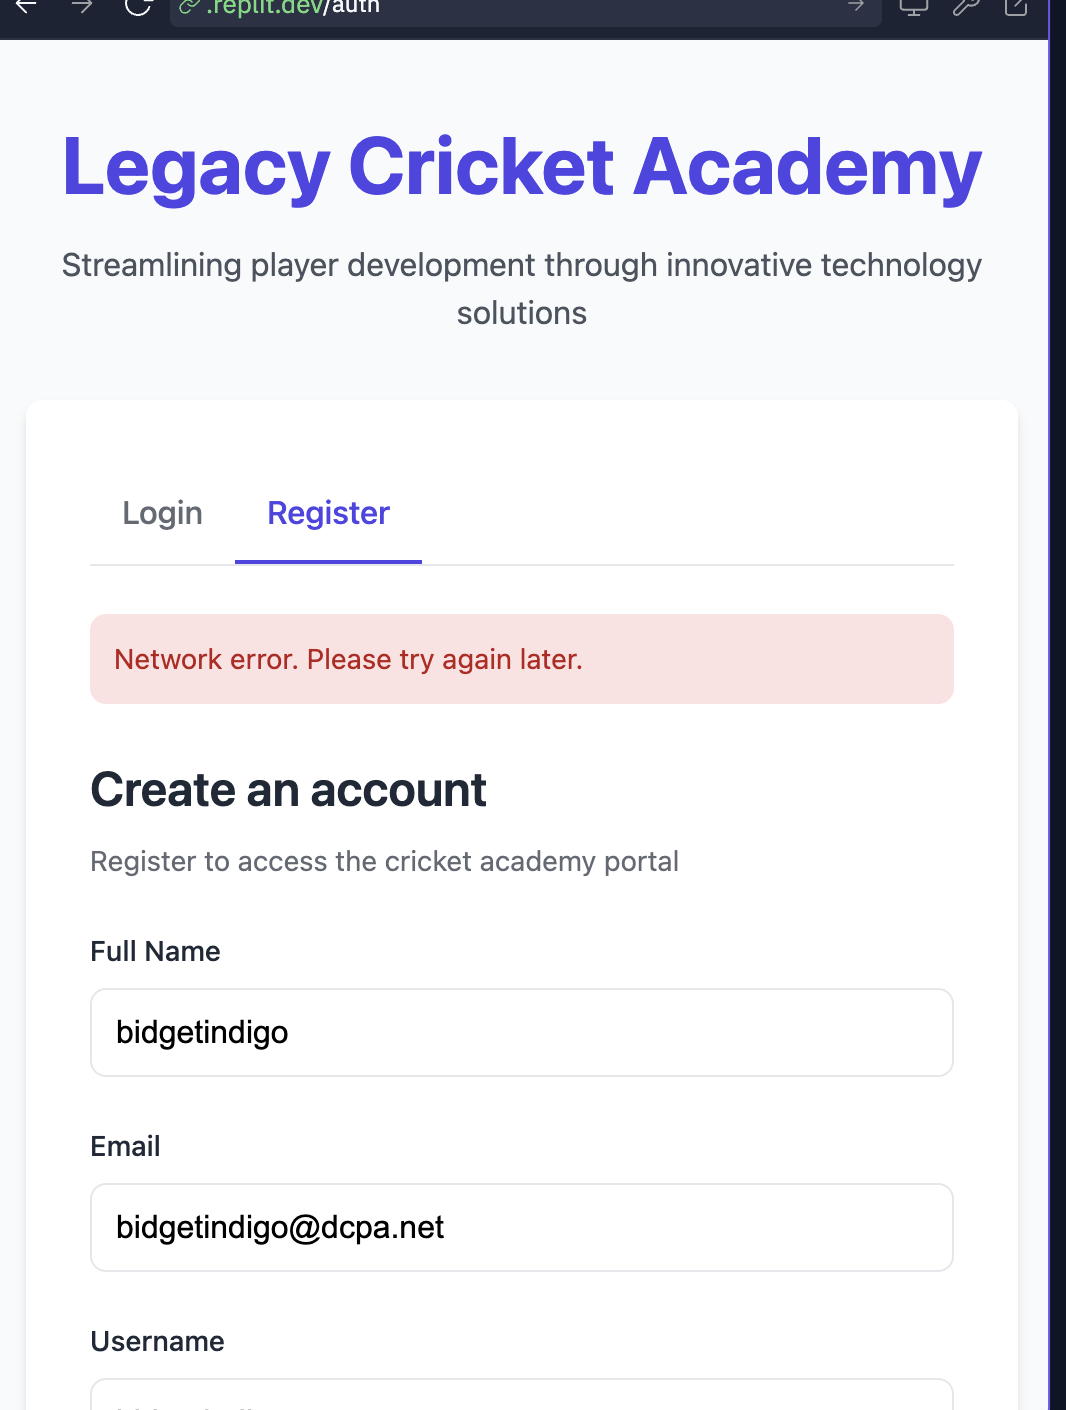 .replit.dev/auth
Legacy Cricket Academy
Streamlining player development through innovative technology
solutions
Login
Register
Network error. Please try again later.
Create an account
Register to access the cricket academy portal
Full Name
bidgetindigo
Email
bidgetindigo@dcpa.net
Username